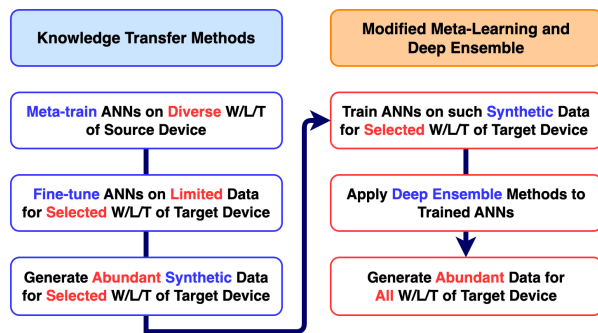 Knowledge Transfer Methods
Meta-train ANNs on Diverse W/L/T
of Source Device
Fine-tune ANNs on Limited Data
for Selected W/L/T of Target Device
Generate Abundant Synthetic Data
for Selected W/L/T of Target Device
Modified Meta-Learning and
Deep Ensemble
Train ANNs on such Synthetic Data
for Selected W/L/T of Target Device
Apply Deep Ensemble Methods to
Trained ANNs
Generate Abundant Data for
All W/L/T of Target Device